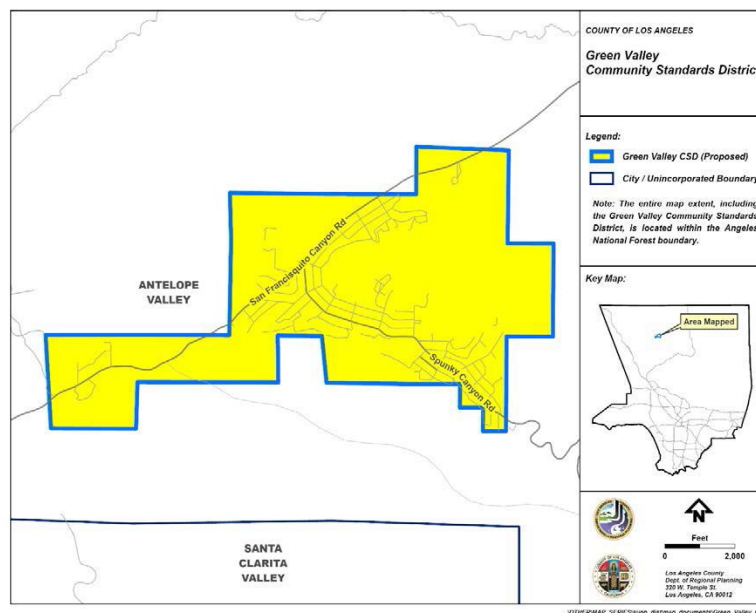 COUNTY OF LOS ANGELES
Green Valley
Community Standards Distric
Legend:
Green Valley CSD (Proposed)
City / Unincorporated Boundary
Note: The entire map extent, including
the Green Valley Community Standards
District, is located within the Angeles
National Forest boundary.
Key Map:
Area Mapped
ANTELOPE
VALLEY
San Francisquito Canyon Rd
Spunky Canyon Rd
SANTA
CLARITA
VALLEY
N
Feet
0 2,000
Los Angeles County
Dept. of Regional Planning
320 W. Temple St.
Los Angeles, CA 90012